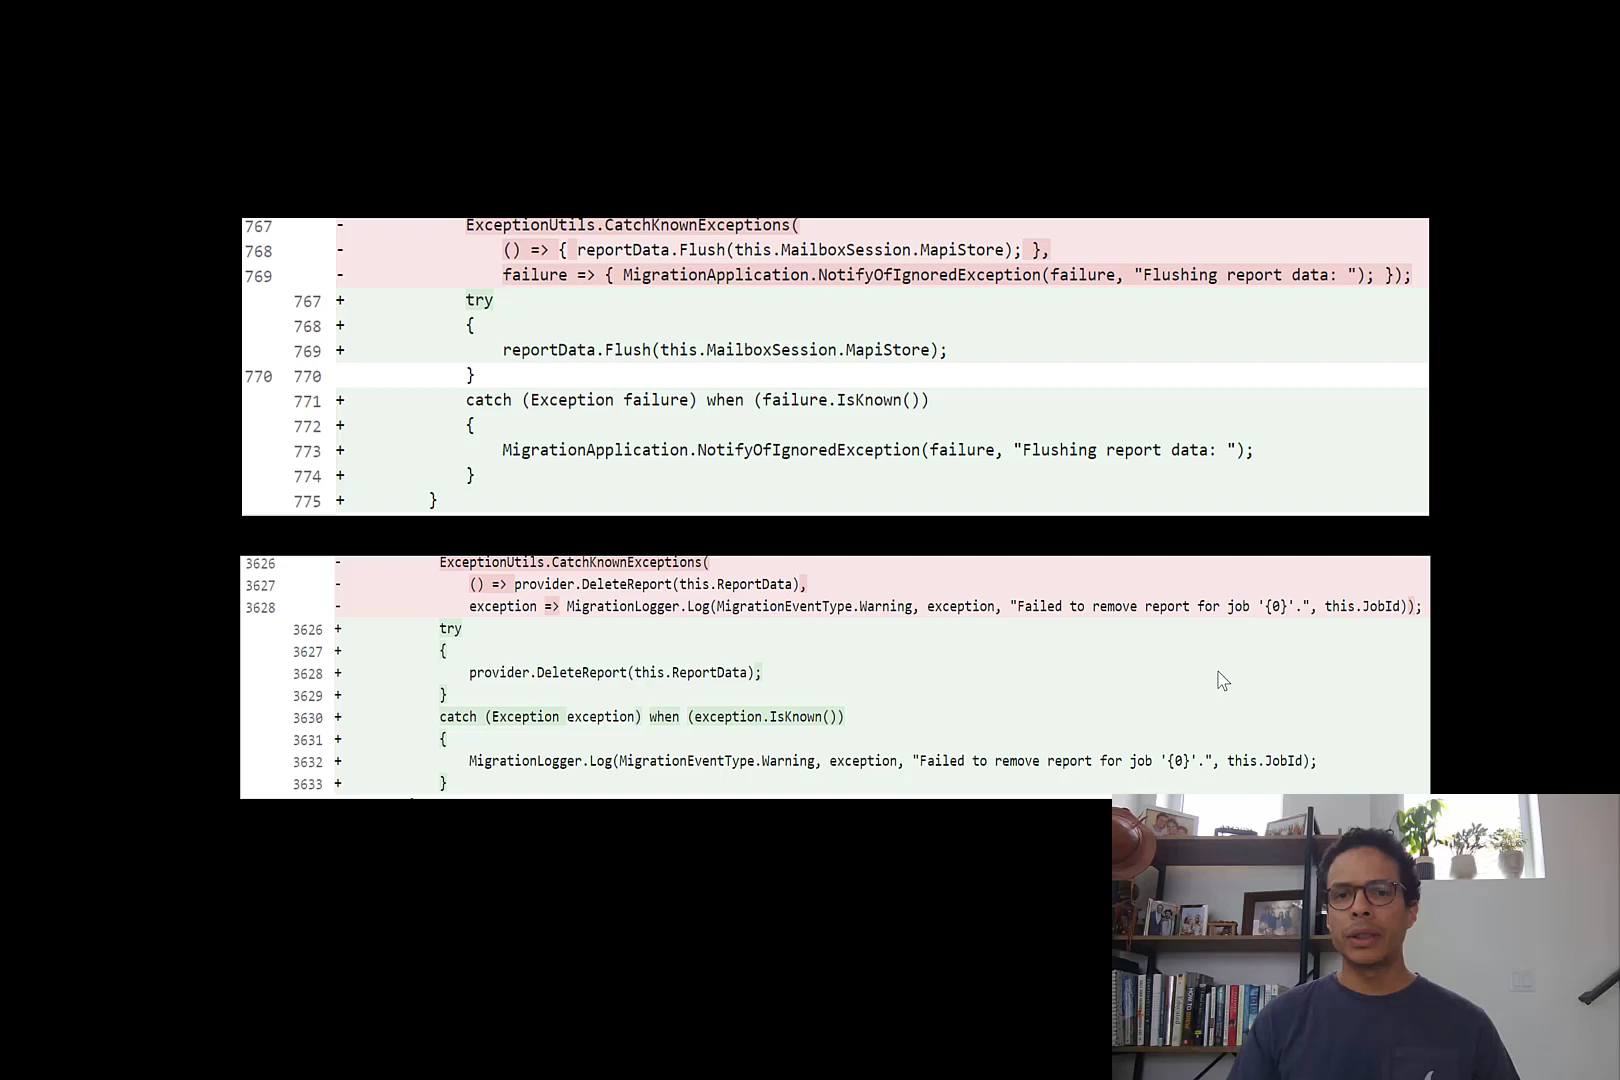 767 - ExceptionUtils.CatchKnownExceptions(
768 - () => { reportData.Flush(this.MailboxSession.MapiStore); },
769 - failure => { MigrationApplication.NotifyOfIgnoredException(failure, "Flushing report data: "); });
767 + try
768 + {
769 + reportData.Flush(this.MailboxSession.MapiStore);
770 770 }
771 + catch (Exception failure) when (failure.IsKnown())
772 + {
773 + MigrationApplication.NotifyOfIgnoredException(failure, "Flushing report data: ");
774 + }
775 + }
3626 - ExceptionUtils.CatchKnownExceptions(
3627 - () => provider.DeleteReport(this.ReportData),
3628 - exception => MigrationLogger.Log(MigrationEventType.Warning, exception, "Failed to remove report for job '{0}'.", this.JobId));
3626 + try
3627 + {
3628 + provider.DeleteReport(this.ReportData);
3629 + }
3630 + catch (Exception exception) when (exception.IsKnown())
3631 + {
3632 + MigrationLogger.Log(MigrationEventType.Warning, exception, "Failed to remove report for job '{0}'.", this.JobId);
3633 + }